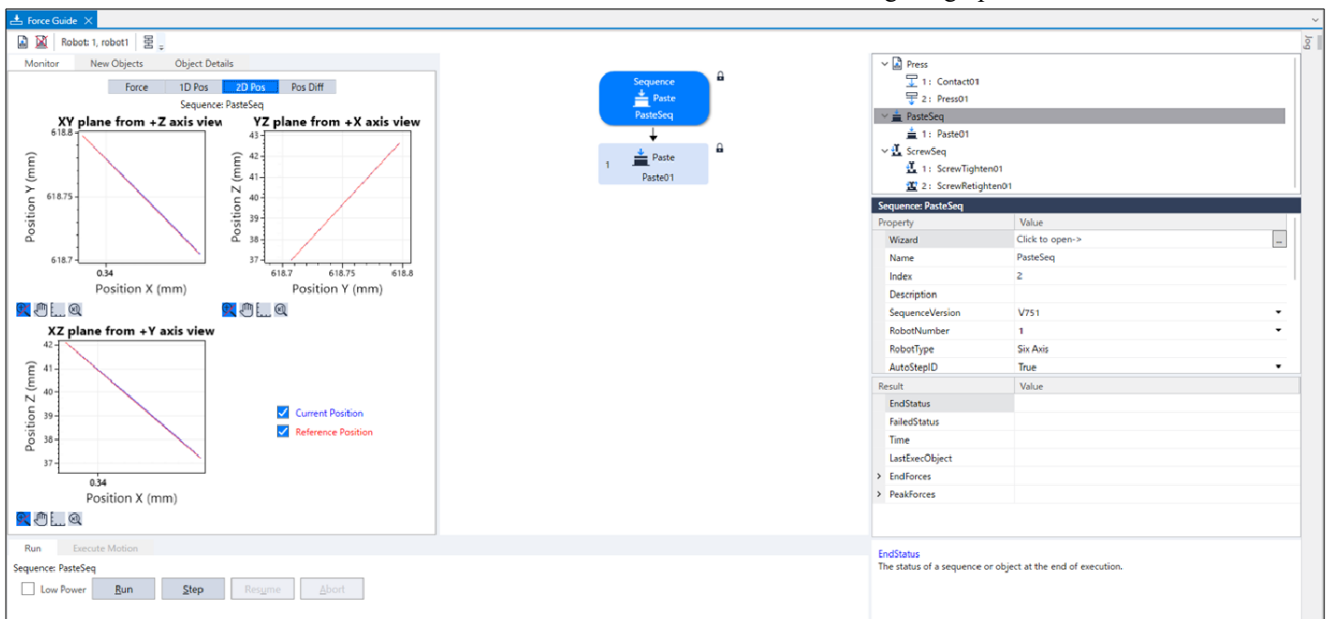 Force Guide
Robot: 1, robot1
Jog
Monitor New Objects Object Details
Force 1D Pos 2D Pos Pos Diff
Sequence: PasteSeq
XY plane from +Z axis view
618.8
618.75
618.7
0.34
Position Y (mm)
Position X (mm)
YZ plane from +X axis view
43
42
41
40
39
38
37
618.7 618.75 618.8
Position Z (mm)
Position Y (mm)
XZ plane from +Y axis view
42
41
40
39
38
37
0.34
Position Z (mm)
Position X (mm)
Current Position
Reference Position
Run Execute Motion
Sequence: PasteSeq
Low Power Run Step Resume Abort
Sequence
Paste
PasteSeq
1 Paste
Paste01
Press
1: Contact01
2: Press01
PasteSeq
1: Paste01
ScrewSeq
1: ScrewTighten01
2: ScrewRetighten01
Sequence: PasteSeq
Property Value
Wizard Click to open-> ...
Name PasteSeq
Index 2
Description
SequenceVersion V751
RobotNumber 1
RobotType Six Axis
AutoStepID True
Result Value
EndStatus
FailedStatus
Time
LastExecObject
EndForces
PeakForces
EndStatus
The status of a sequence or object at the end of execution.